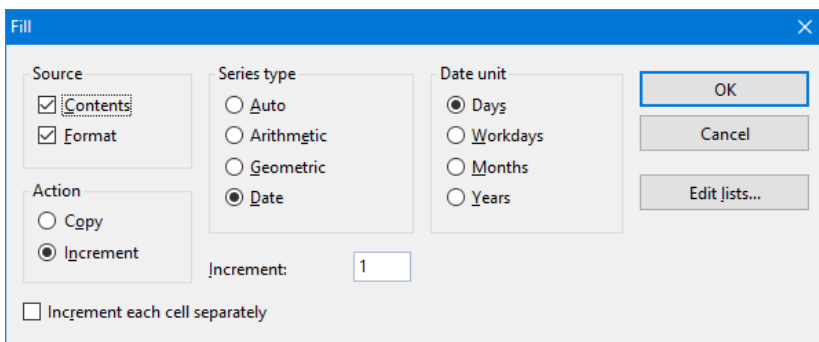 Fill
Source
Contents
Format
Action
Copy
Increment
Series type
Auto
Arithmetic
Geometric
Date
Increment: 1
Date unit
Days
Workdays
Months
Years
OK
Cancel
Edit lists...
Increment each cell separately